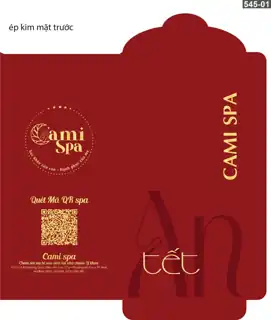 545-01
ép kim mặt trước
Cami
Spa
CAMI SPA
Quét Mã QR spa
An
tết
Cami spa